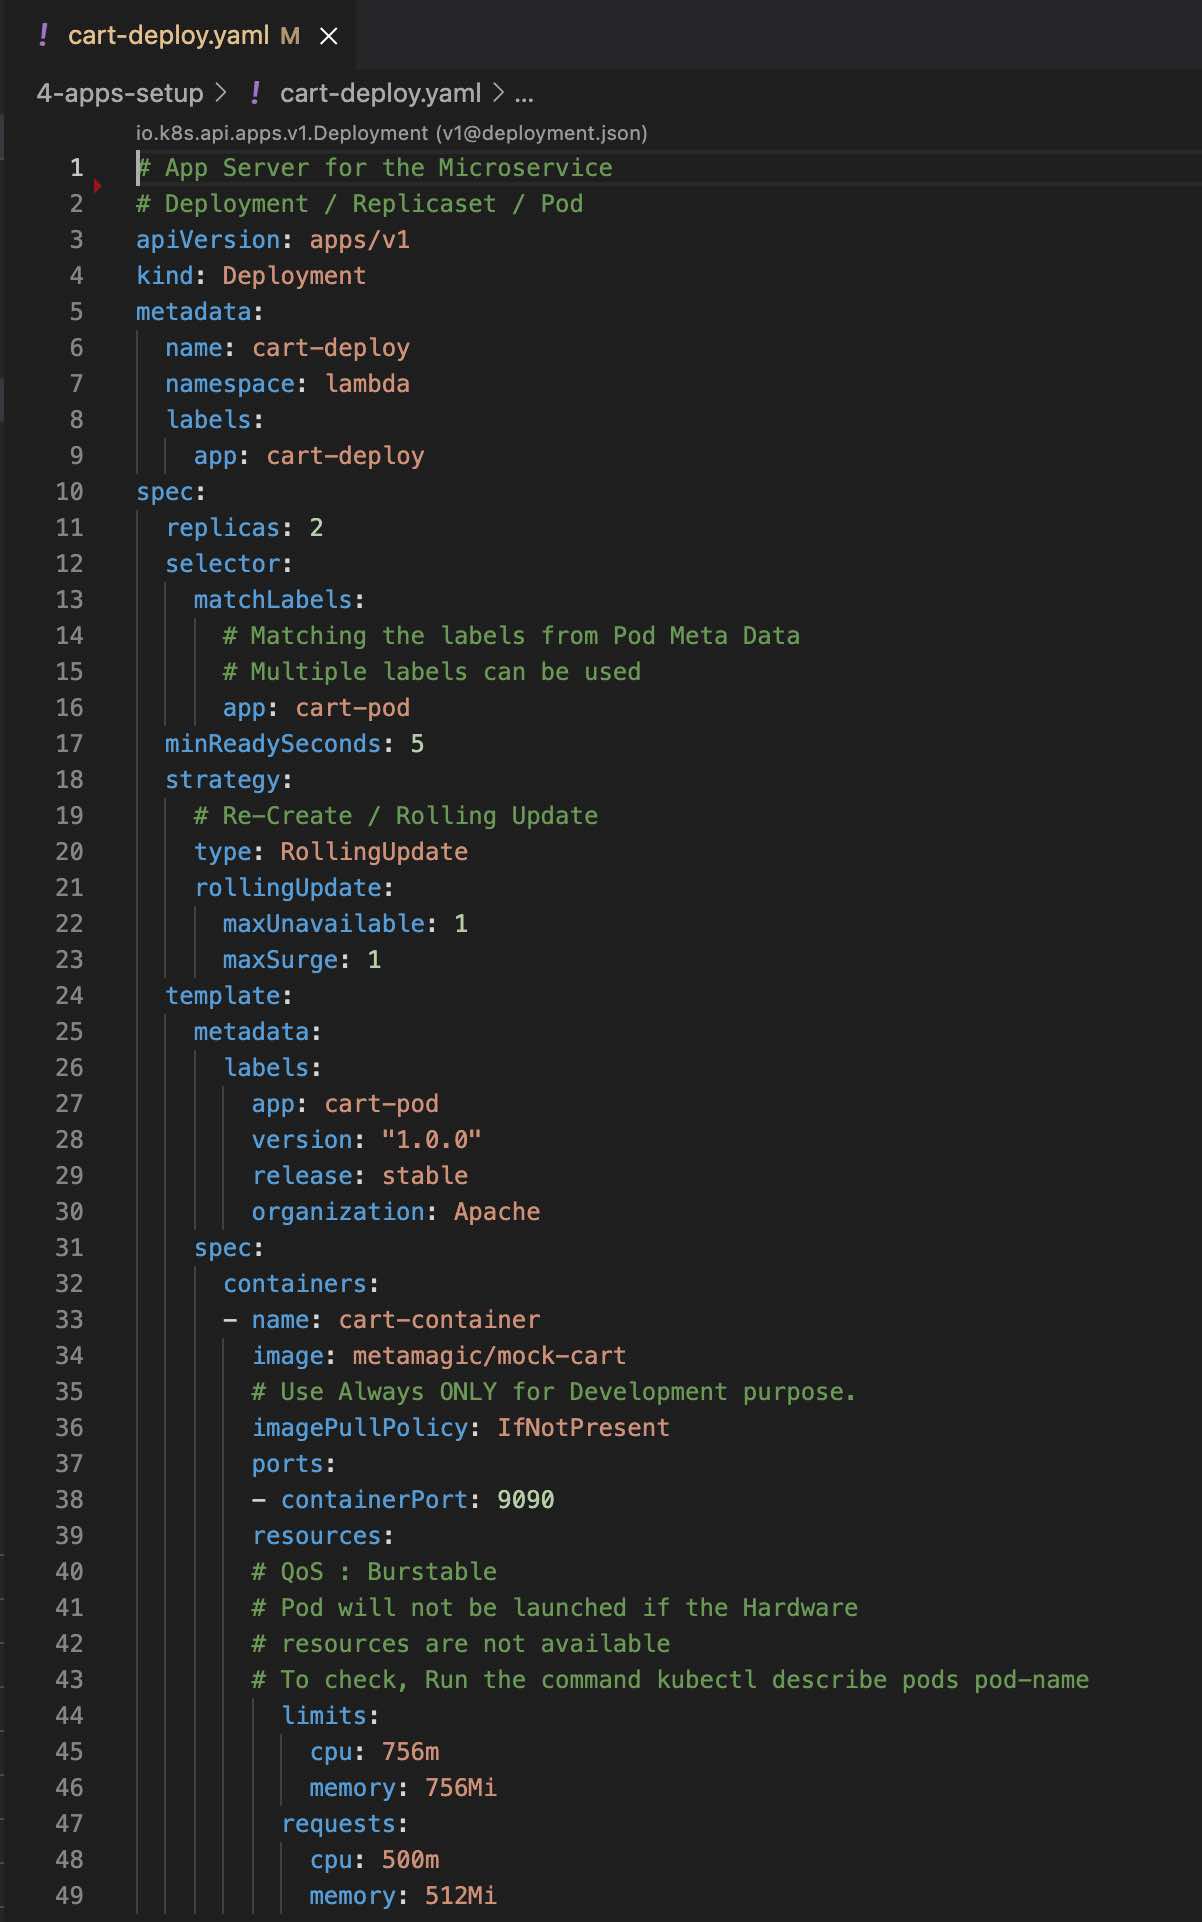 ! cart-deploy.yaml M ×
4-apps-setup > ! cart-deploy.yaml > ...
io.k8s.api.apps.v1.Deployment (v1@deployment.json)
1 # App Server for the Microservice
2 # Deployment / Replicaset / Pod
3 apiVersion: apps/v1
4 kind: Deployment
5 metadata:
6   name: cart-deploy
7   namespace: lambda
8   labels:
9     app: cart-deploy
10 spec:
11   replicas: 2
12   selector:
13     matchLabels:
14       # Matching the labels from Pod Meta Data
15       # Multiple labels can be used
16       app: cart-pod
17   minReadySeconds: 5
18   strategy:
19     # Re-Create / Rolling Update
20     type: RollingUpdate
21     rollingUpdate:
22       maxUnavailable: 1
23       maxSurge: 1
24   template:
25     metadata:
26       labels:
27         app: cart-pod
28         version: "1.0.0"
29         release: stable
30         organization: Apache
31     spec:
32       containers:
33       - name: cart-container
34         image: metamagic/mock-cart
35         # Use Always ONLY for Development purpose.
36         imagePullPolicy: IfNotPresent
37         ports:
38         - containerPort: 9090
39         resources:
40         # QoS : Burstable
41         # Pod will not be launched if the Hardware
42         # resources are not available
43         # To check, Run the command kubectl describe pods pod-name
44           limits:
45             cpu: 756m
46             memory: 756Mi
47           requests:
48             cpu: 500m
49             memory: 512Mi